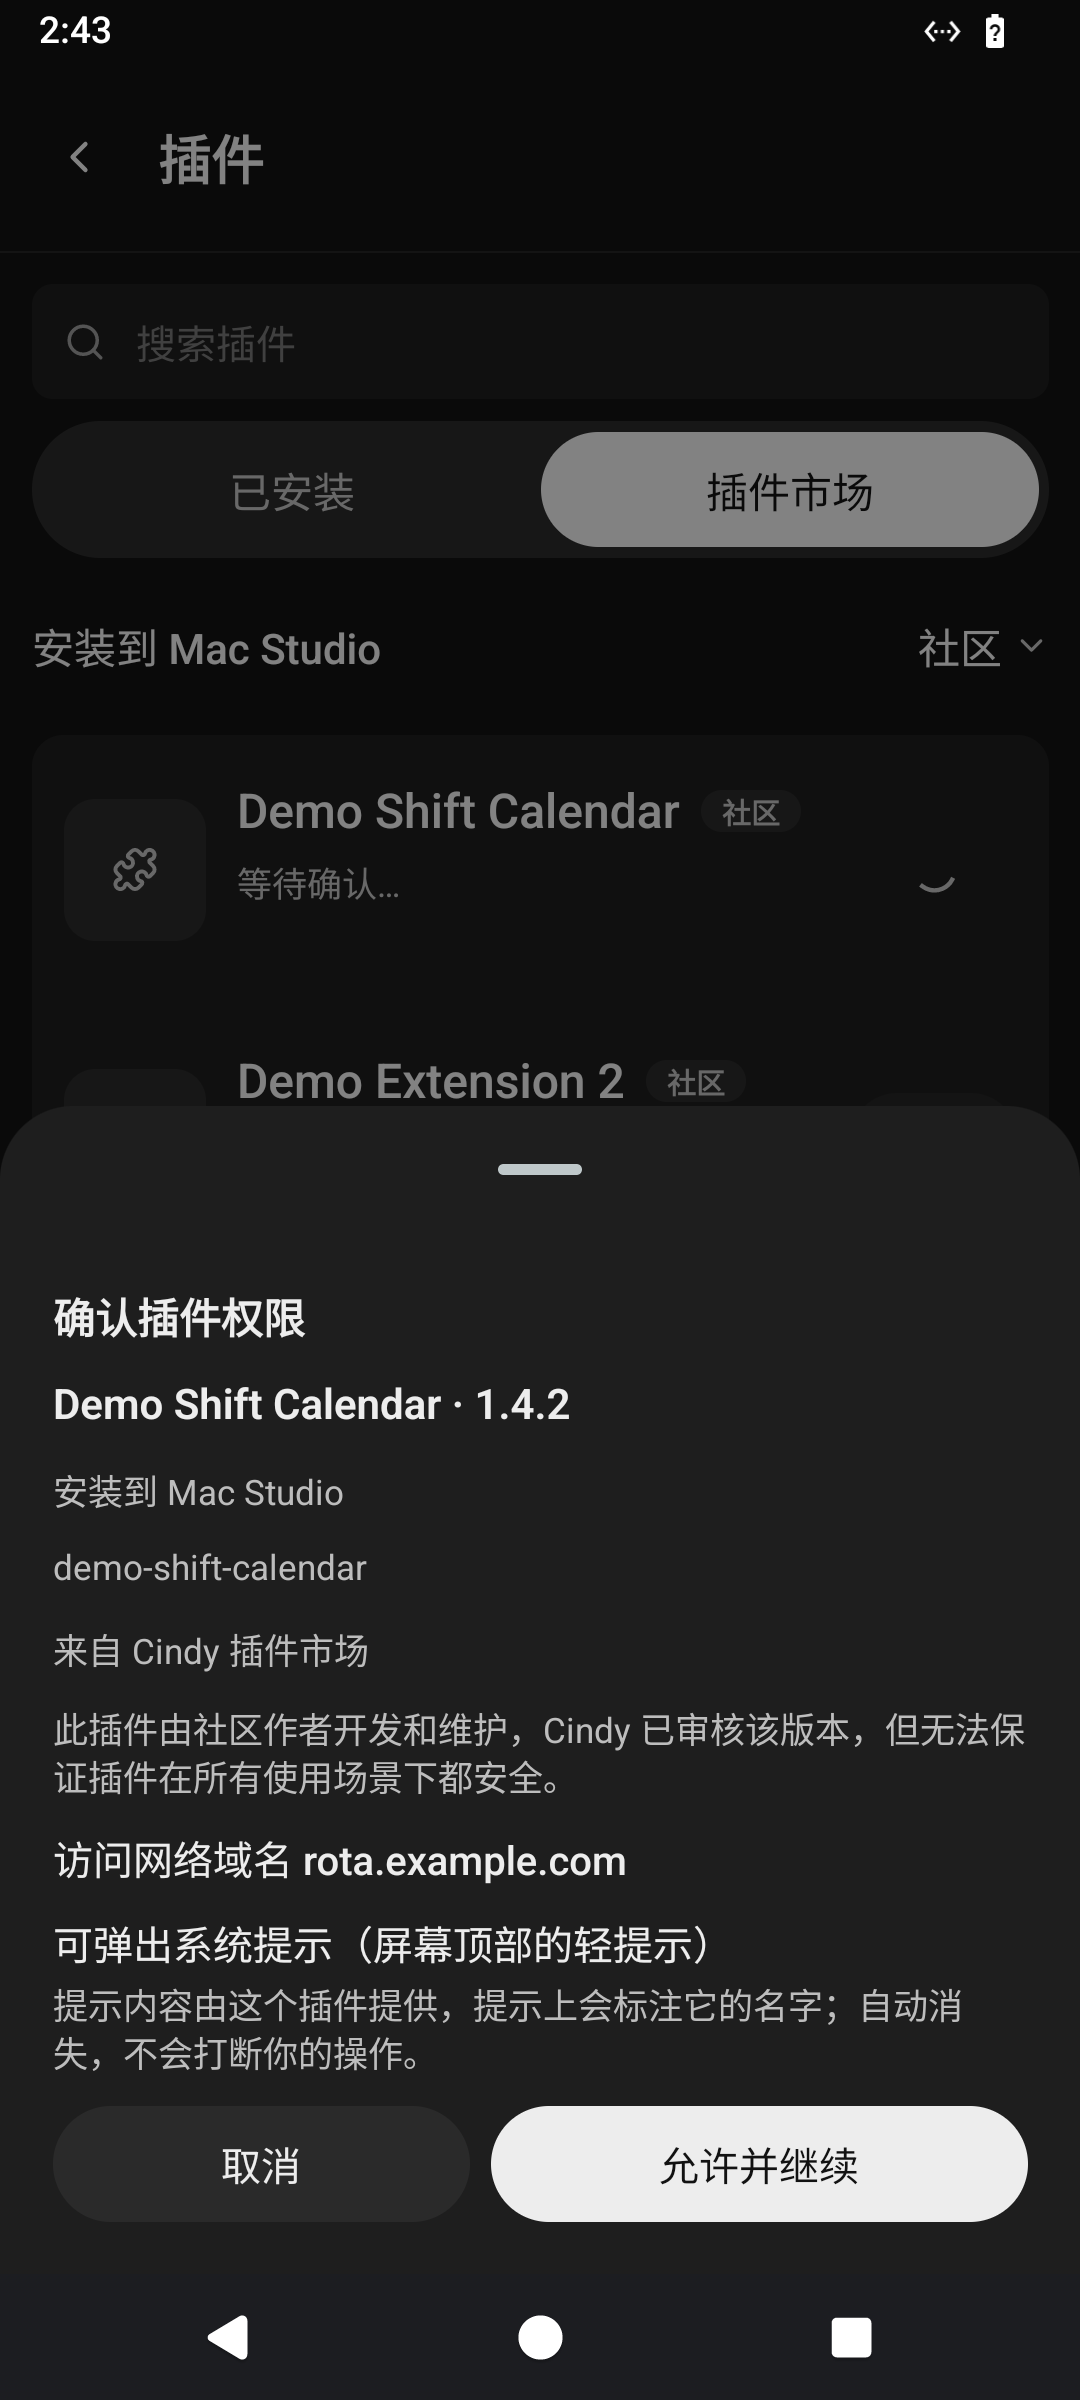 2:43
插件
搜索插件
已安装
插件市场
安装到 Mac Studio
社区
Demo Shift Calendar
社区
等待确认...
Demo Extension 2
社区
确认插件权限
Demo Shift Calendar · 1.4.2
安装到 Mac Studio
demo-shift-calendar
来自 Cindy 插件市场
此插件由社区作者开发和维护，Cindy 已审核该版本，但无法保
证插件在所有使用场景下都安全。
访问网络域名 rota.example.com
可弹出系统提示（屏幕顶部的轻提示）
提示内容由这个插件提供，提示上会标注它的名字；自动消
失，不会打断你的操作。
取消
允许并继续